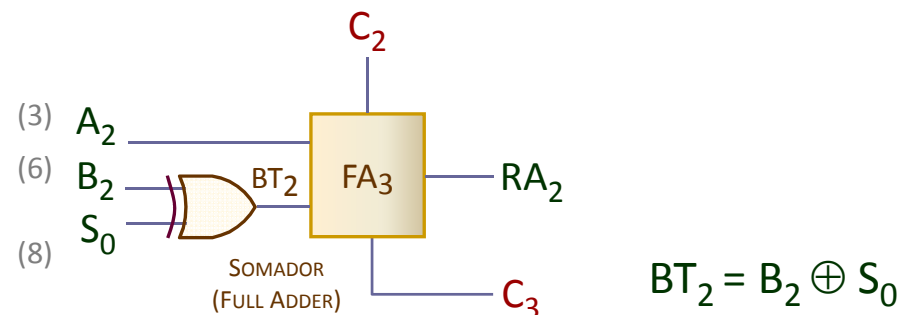 C₂
(3) A₂
(6) B₂ BT₂ FA₃ RA₂
S₀
(8)
SOMADOR
(FULL ADDER)
C₃
BT₂ = B₂ ⊕ S₀